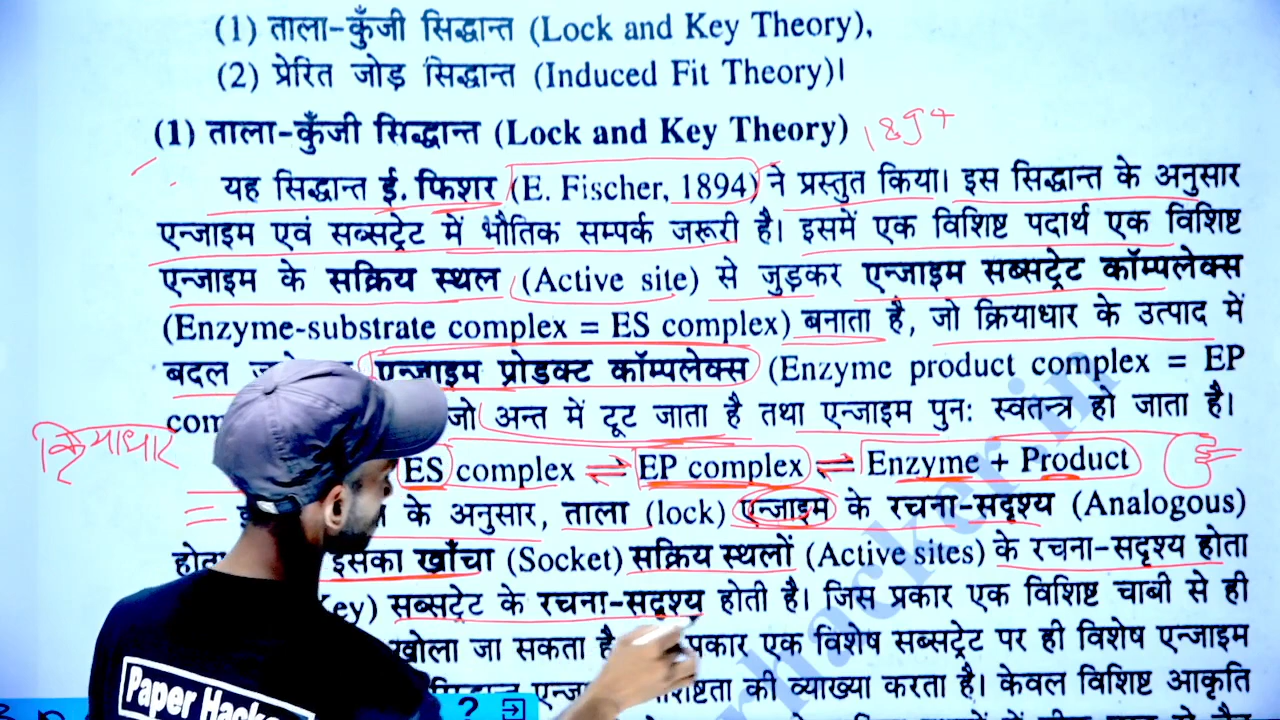 (1) ताला-कुँजी सिद्धान्त (Lock and Key Theory),
(2) प्रेरित जोड़ सिद्धान्त (Induced Fit Theory)।
(1) ताला-कुँजी सिद्धान्त (Lock and Key Theory) 1894
यह सिद्धान्त ई. फिशर (E. Fischer, 1894) ने प्रस्तुत किया। इस सिद्धान्त के अनुसार
एन्जाइम एवं सब्सट्रेट में भौतिक सम्पर्क जरूरी है। इसमें एक विशिष्ट पदार्थ एक विशिष्ट
एन्जाइम के सक्रिय स्थल (Active site) से जुड़कर एन्जाइम सब्सट्रेट कॉम्पलेक्स
(Enzyme-substrate complex = ES complex) बनाता है, जो क्रियाधार के उत्पाद में
बदल एन्जाइम प्रोडक्ट कॉम्पलेक्स (Enzyme product complex = EP
com जो अन्त में टूट जाता है तथा एन्जाइम पुनः स्वतन्त्र हो जाता है।
क्रियाधार
ES complex ⇌ EP complex ⇌ Enzyme + Product
के अनुसार, ताला (lock) एन्जाइम के रचना-सदृश्य (Analogous)
इसका खाँचा (Socket) सक्रिय स्थलों (Active sites) के रचना-सदृश्य होता
ey) सब्सट्रेट के रचना-सदृश्य होती है। जिस प्रकार एक विशिष्ट चाबी से ही
खोला जा सकता है एक विशेष सब्सट्रेट पर ही विशेष एन्जाइम
की व्याख्या करता है। केवल विशिष्ट आकृति
Paper Hacke
?